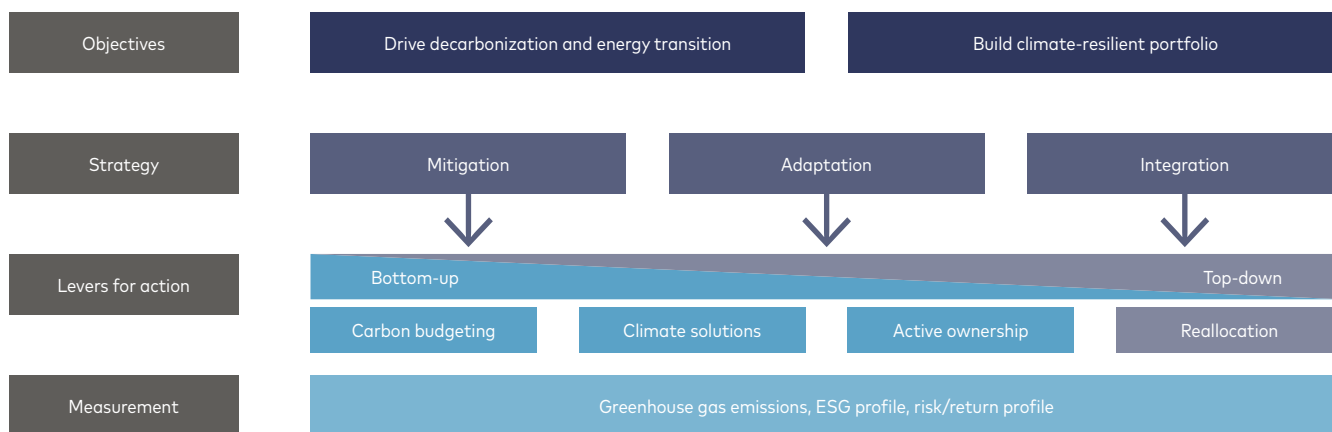 Objectives
Drive decarbonization and energy transition
Build climate-resilient portfolio
Strategy
Mitigation
Adaptation
Integration
Levers for action
Bottom-up
Top-down
Carbon budgeting
Climate solutions
Active ownership
Reallocation
Measurement
Greenhouse gas emissions, ESG profile, risk/return profile